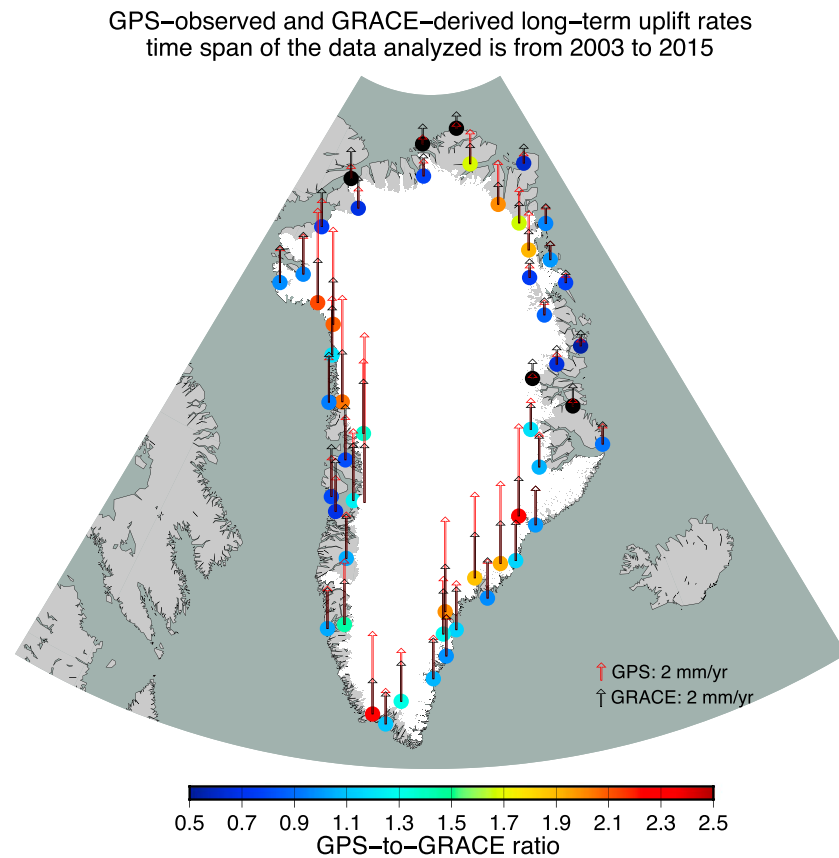 GPS−observed and GRACE−derived long−term uplift rates
time span of the data analyzed is from 2003 to 2015
GPS: 2 mm/yr
GRACE: 2 mm/yr
0.5 0.7 0.9 1.1 1.3 1.5 1.7 1.9 2.1 2.3 2.5
GPS−to−GRACE ratio